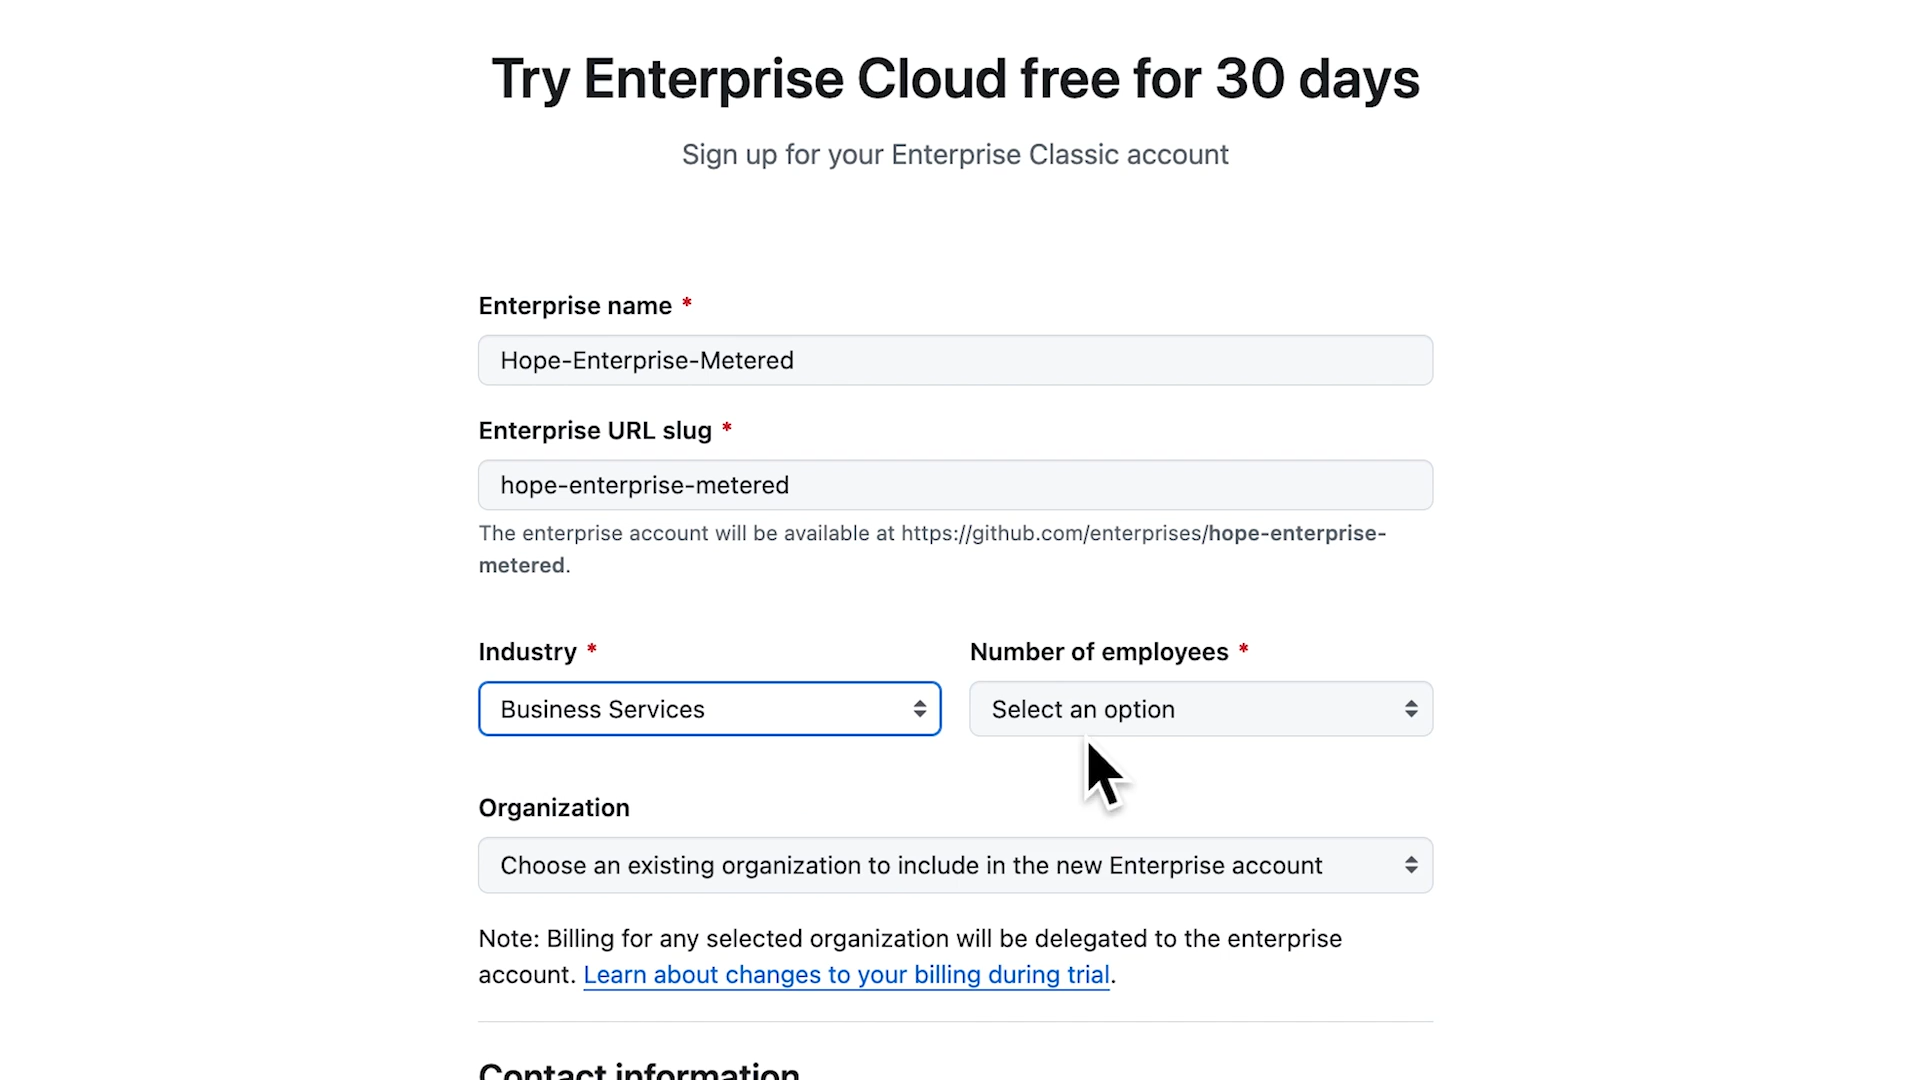 Try Enterprise Cloud free for 30 days
Sign up for your Enterprise Classic account
Enterprise name *
Hope-Enterprise-Metered
Enterprise URL slug *
hope-enterprise-metered
The enterprise account will be available at https://github.com/enterprises/hope-enterprise-
metered.
Industry *
Number of employees *
Business Services
Select an option
Organization
Choose an existing organization to include in the new Enterprise account
Note: Billing for any selected organization will be delegated to the enterprise
account. Learn about changes to your billing during trial.
Contact information